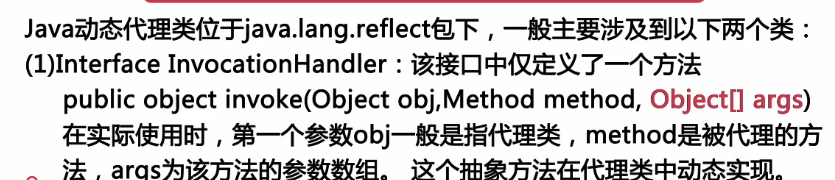 Java动态代理类位于java.lang.reflect包下，一般主要涉及到以下两个类：
(1)Interface InvocationHandler：该接口中仅定义了一个方法
public object invoke(Object obj,Method method, Object[] args)
在实际使用时，第一个参数obj一般是指代理类，method是被代理的方
法，args为该方法的参数数组。 这个抽象方法在代理类中动态实现。